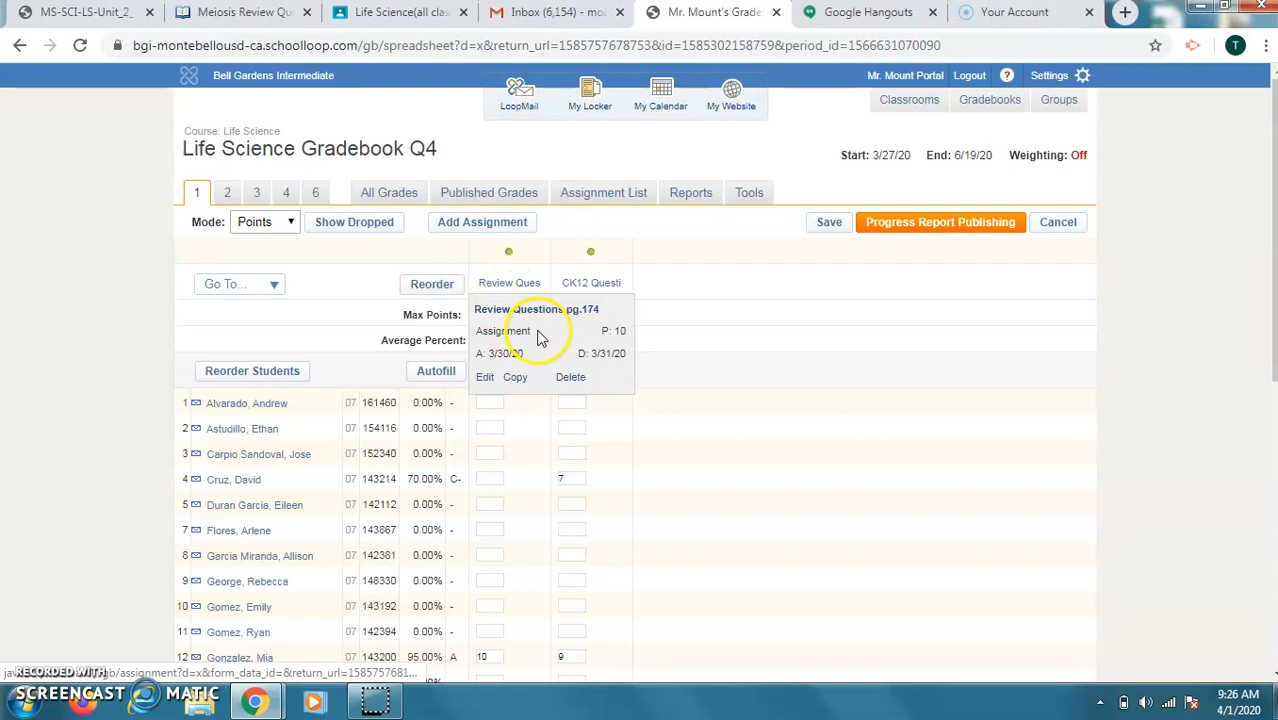 MS-SCI-LS-Unit_2_
Meiosis Review Qu
Life Science(all clas
Inbox (6,154) - mo
Mr. Mount's Grade
Google Hangouts
Your Account
bgi-montebellousd-ca.schoolloop.com/gb/spreadsheet?d=x&return_url=1585757678753&id=1585302158759&period_id=1566631070090
T
Bell Gardens Intermediate
Mr. Mount Portal Logout ? Settings
LoopMail My Locker My Calendar My Website
Classrooms Gradebooks Groups
Course: Life Science
Life Science Gradebook Q4
Start: 3/27/20 End: 6/19/20 Weighting: Off
1 2 3 4 6 All Grades Published Grades Assignment List Reports Tools
Mode: Points Show Dropped Add Assignment Save Progress Report Publishing Cancel
Go To... Reorder Review Ques CK12 Questi
Max Points:
Average Percent:
Review Questions pg.174
Assignment P: 10
A: 3/30/20 D: 3/31/20
Edit Copy Delete
Reorder Students Autofill
1 Alvarado, Andrew 07 161460 0.00% -
2 Astudillo, Ethan 07 154116 0.00% -
3 Carpio Sandoval, Jose 07 152340 0.00% -
4 Cruz, David 07 143214 70.00% C- 7
5 Duran Garcia, Eileen 07 142112 0.00% -
7 Flores, Arlene 07 143867 0.00% -
8 Garcia Miranda, Allison 07 142381 0.00% -
9 George, Rebecca 07 148330 0.00% -
10 Gomez, Emily 07 143192 0.00% -
11 Gomez, Ryan 07 142394 0.00% -
12 Gonzalez, Mia 07 143200 95.00% A 10 9
gb/assignment?d=x&form_data_id=&return_url=1585757681...
RECORDED WITH
SCREENCAST MATIC
9:26 AM
4/1/2020